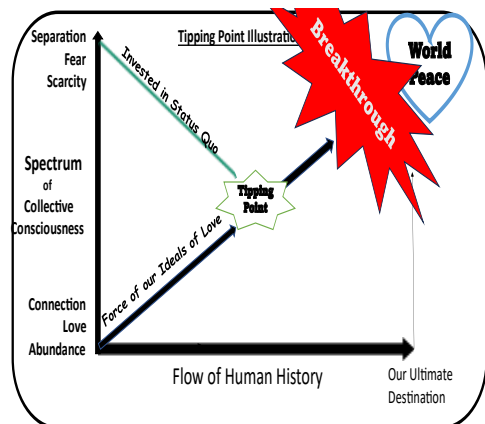 Tipping Point Illustration
Separation
Fear
Scarcity
Invested in Status Quo
Breakthrough
World
Peace
Spectrum
of
Collective
Consciousness
Tipping
Point
Force of our Ideals of Love
Connection
Love
Abundance
Flow of Human History
Our Ultimate
Destination